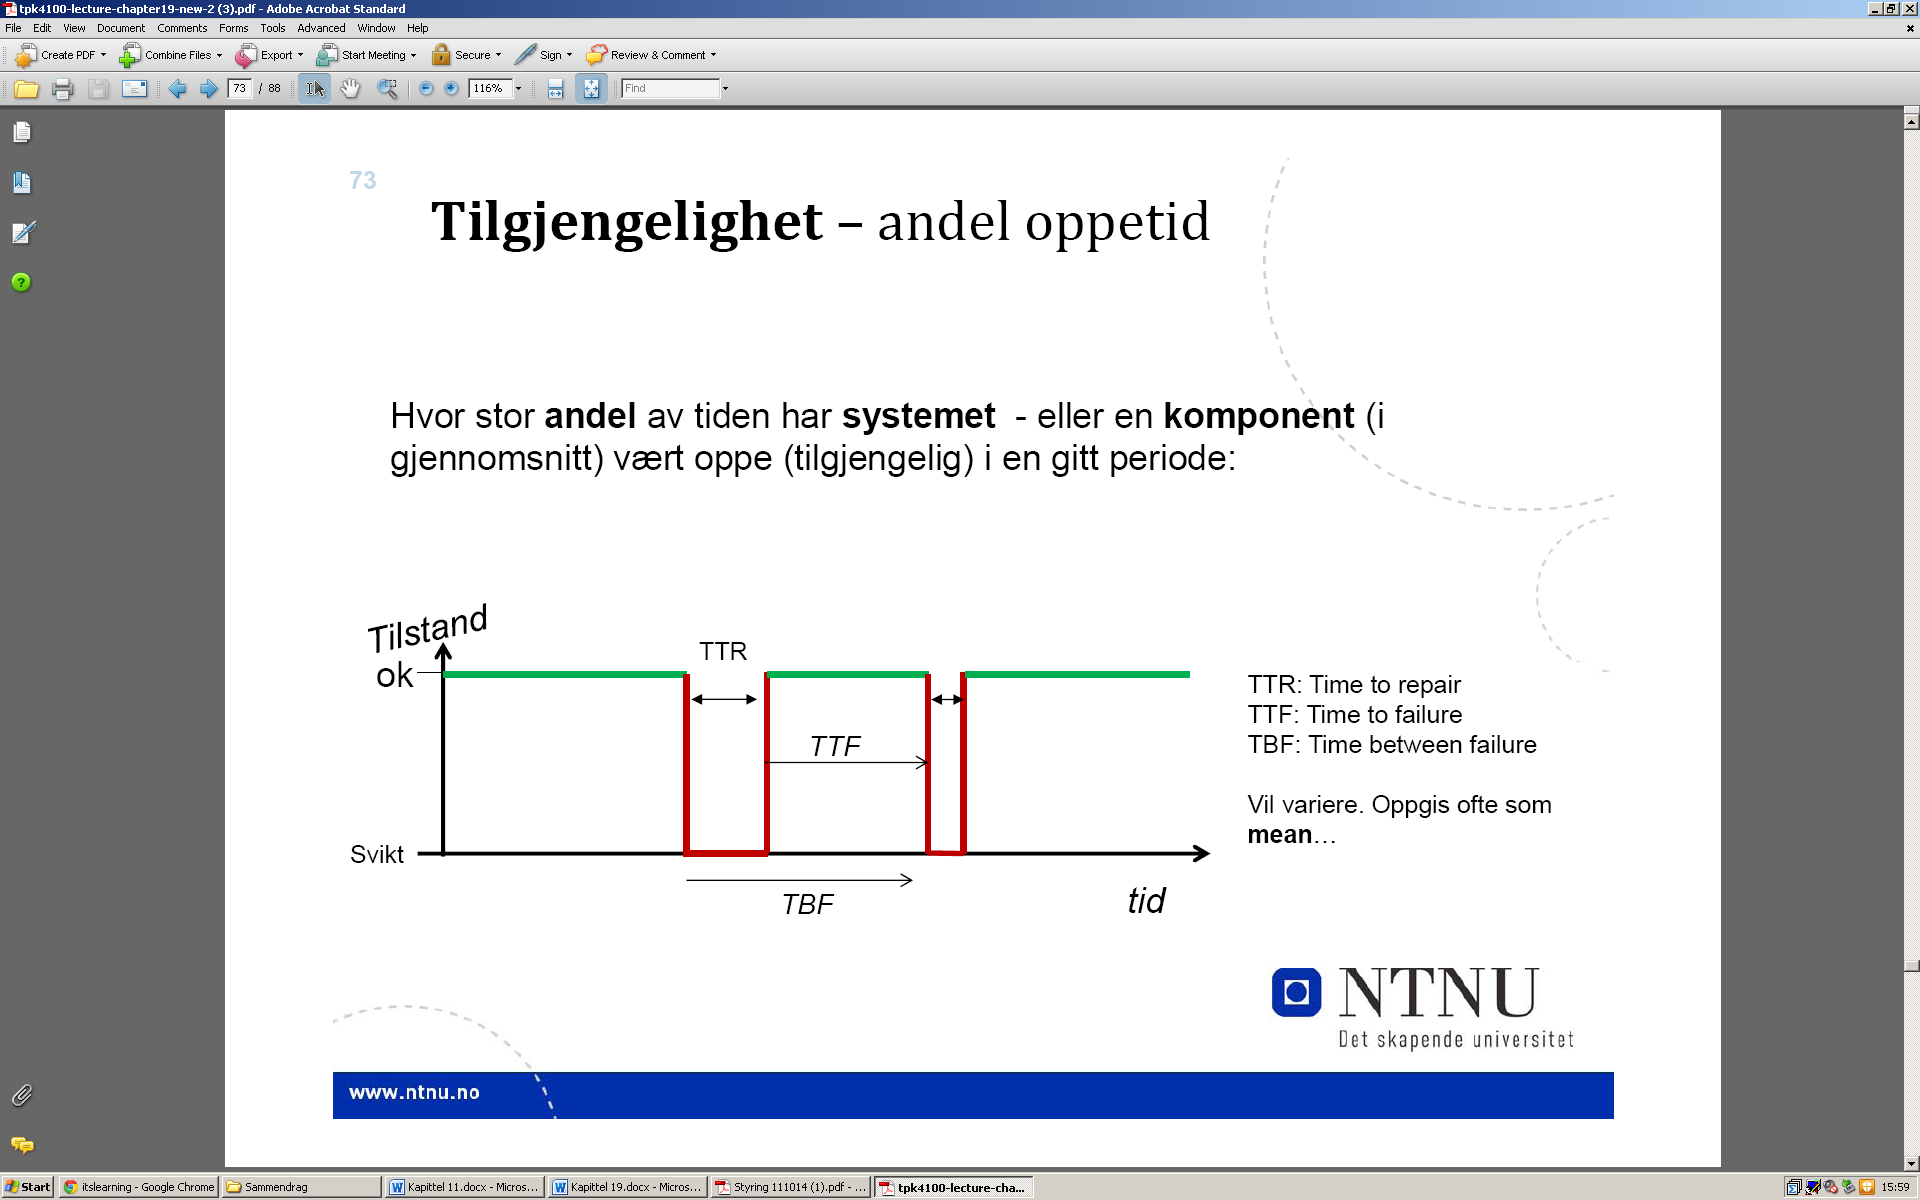 tpk4100-lecture-chapter19-new-2 (3).pdf - Adobe Acrobat Standard
File Edit View Document Comments Forms Tools Advanced Window Help
Create PDF Combine Files Export Start Meeting Secure Sign Review & Comment
73 / 88 116% Find
73
Tilgjengelighet – andel oppetid
Hvor stor andel av tiden har systemet - eller en komponent (i
gjennomsnitt) vært oppe (tilgjengelig) i en gitt periode:
Tilstand
ok
TTR
TTF
Svikt
TBF
tid
TTR: Time to repair
TTF: Time to failure
TBF: Time between failure
Vil variere. Oppgis ofte som
mean…
NTNU
Det skapende universitet
www.ntnu.no
Start itslearning - Google Chrome Sammendrag Kapittel 11.docx - Micros... Kapittel 19.docx - Micros... Styring 111014 (1).pdf - ... tpk4100-lecture-cha... 15:59